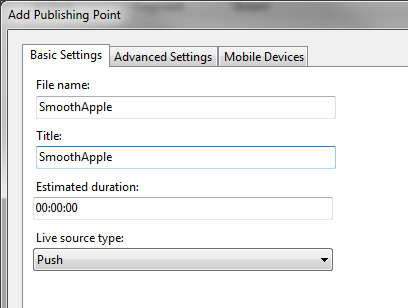 Add Publishing Point
Basic Settings Advanced Settings Mobile Devices
File name:
SmoothApple
Title:
SmoothApple
Estimated duration:
00:00:00
Live source type:
Push